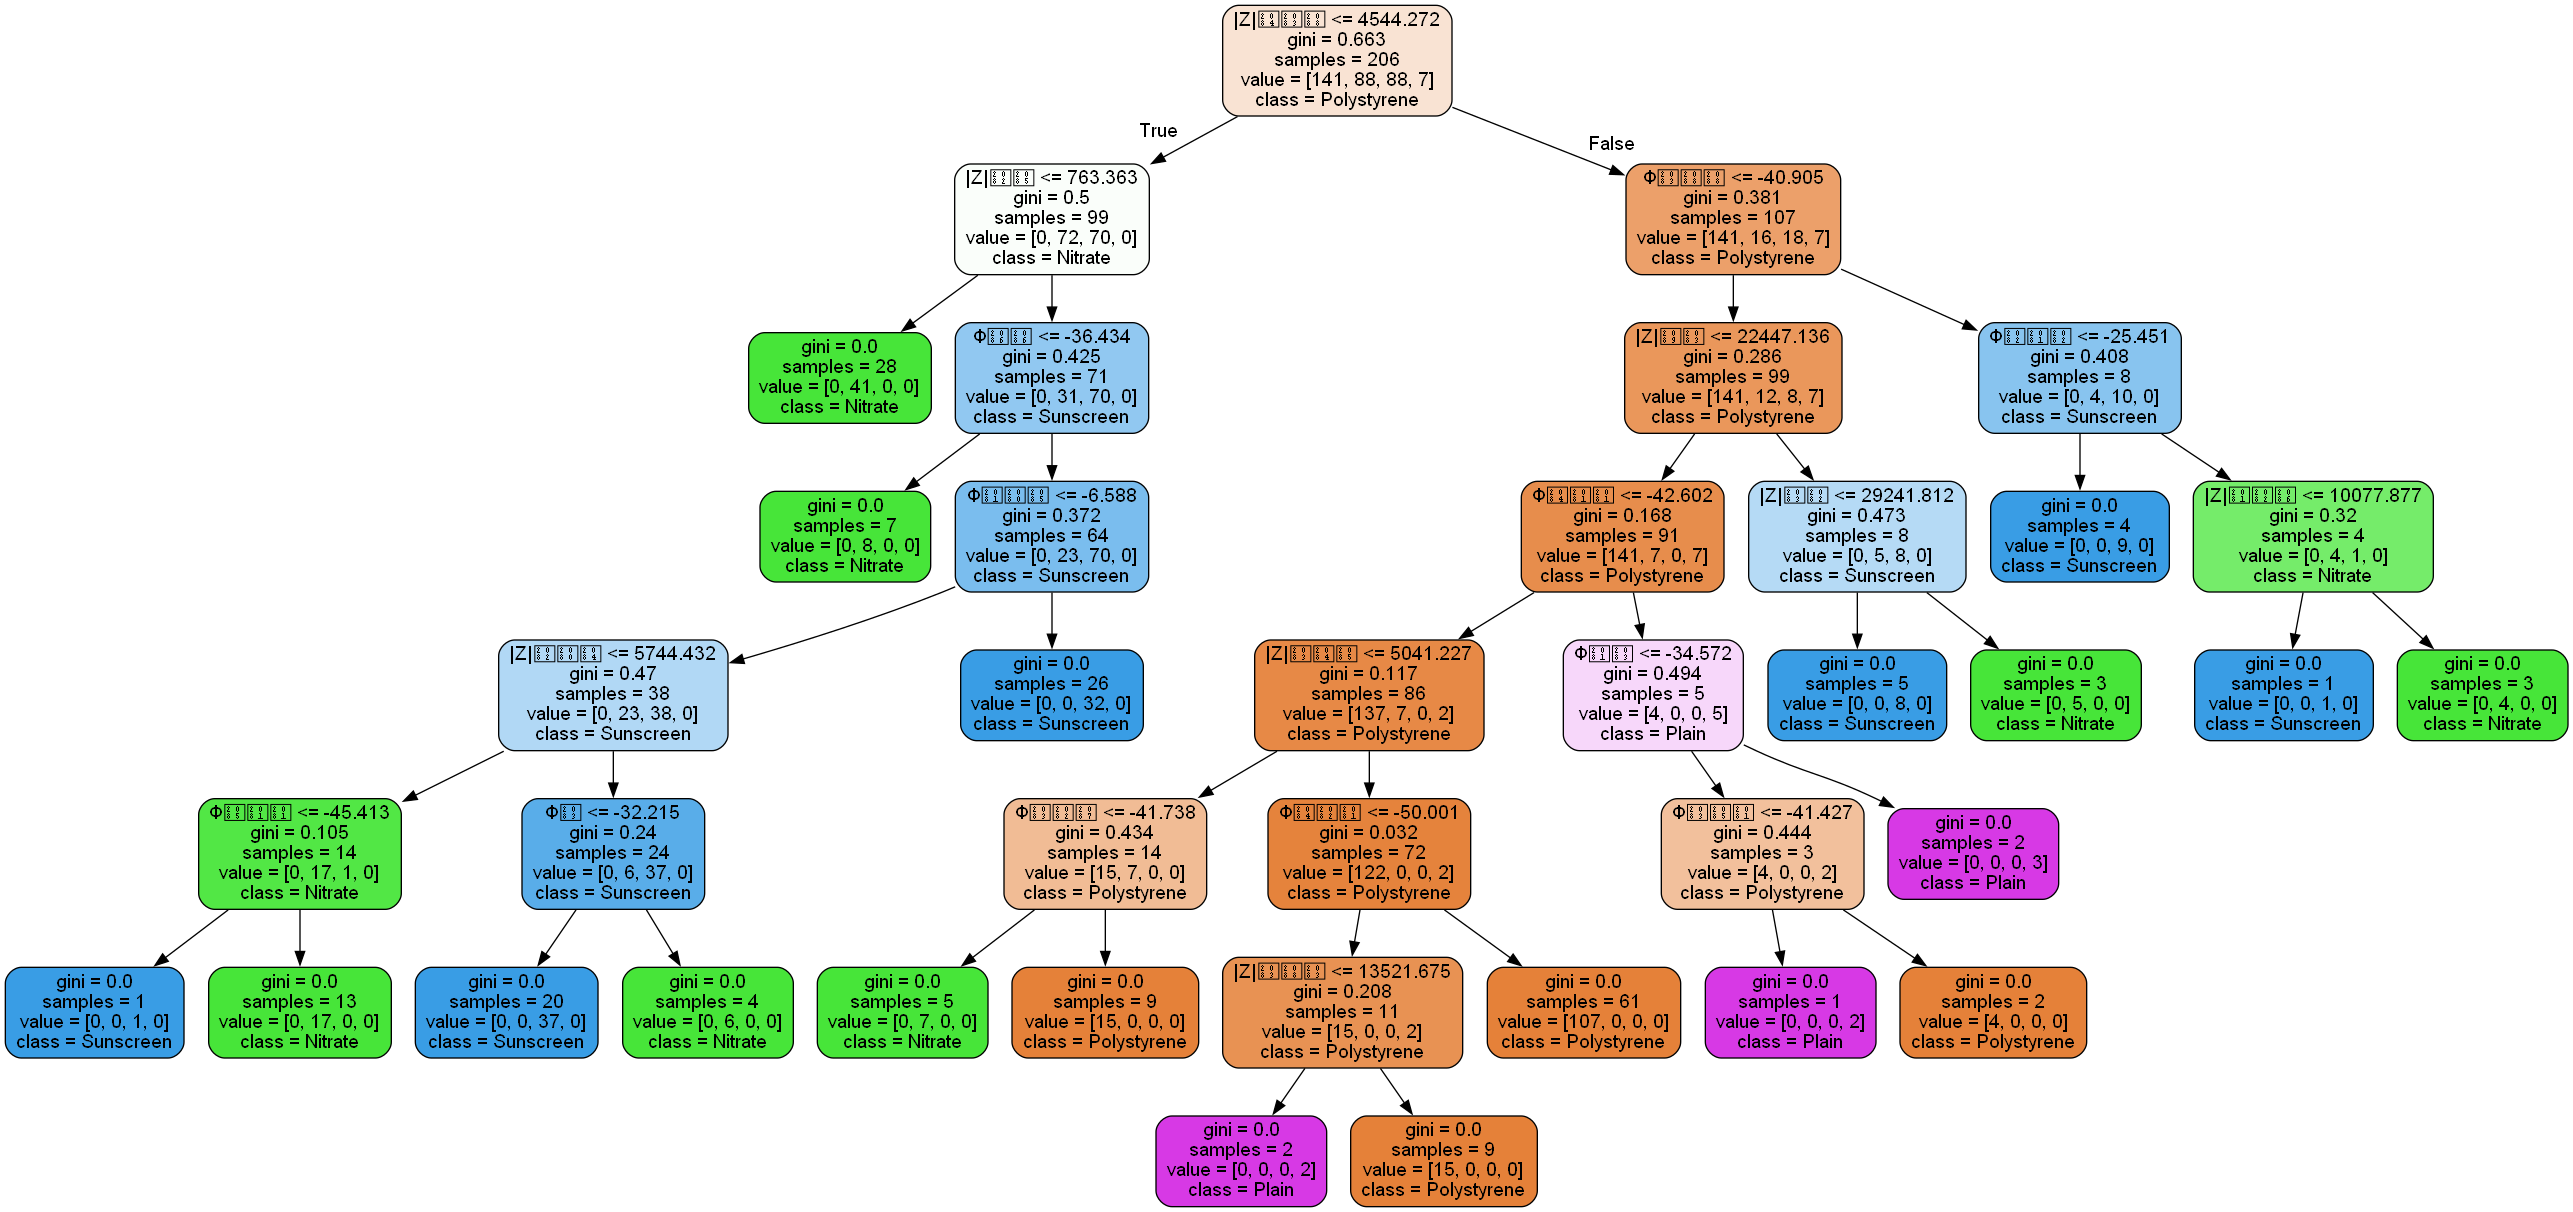 |Z| <= 4544.272
gini = 0.663
samples = 206
value = [141, 88, 88, 7]
class = Polystyrene
True
False
|Z| <= 763.363
gini = 0.5
samples = 99
value = [0, 72, 70, 0]
class = Nitrate
Φ <= -40.905
gini = 0.381
samples = 107
value = [141, 16, 18, 7]
class = Polystyrene
gini = 0.0
samples = 28
value = [0, 41, 0, 0]
class = Nitrate
Φ <= -36.434
gini = 0.425
samples = 71
value = [0, 31, 70, 0]
class = Sunscreen
|Z| <= 22447.136
gini = 0.286
samples = 99
value = [141, 12, 8, 7]
class = Polystyrene
Φ <= -25.451
gini = 0.408
samples = 8
value = [0, 4, 10, 0]
class = Sunscreen
gini = 0.0
samples = 7
value = [0, 8, 0, 0]
class = Nitrate
Φ <= -6.588
gini = 0.372
samples = 64
value = [0, 23, 70, 0]
class = Sunscreen
Φ <= -42.602
gini = 0.168
samples = 91
value = [141, 7, 0, 7]
class = Polystyrene
|Z| <= 29241.812
gini = 0.473
samples = 8
value = [0, 5, 8, 0]
class = Sunscreen
gini = 0.0
samples = 4
value = [0, 0, 9, 0]
class = Sunscreen
|Z| <= 10077.877
gini = 0.32
samples = 4
value = [0, 4, 1, 0]
class = Nitrate
|Z| <= 5744.432
gini = 0.47
samples = 38
value = [0, 23, 38, 0]
class = Sunscreen
gini = 0.0
samples = 26
value = [0, 0, 32, 0]
class = Sunscreen
|Z| <= 5041.227
gini = 0.117
samples = 86
value = [137, 7, 0, 2]
class = Polystyrene
Φ <= -34.572
gini = 0.494
samples = 5
value = [4, 0, 0, 5]
class = Plain
gini = 0.0
samples = 5
value = [0, 0, 8, 0]
class = Sunscreen
gini = 0.0
samples = 3
value = [0, 5, 0, 0]
class = Nitrate
gini = 0.0
samples = 1
value = [0, 0, 1, 0]
class = Sunscreen
gini = 0.0
samples = 3
value = [0, 4, 0, 0]
class = Nitrate
Φ <= -45.413
gini = 0.105
samples = 14
value = [0, 17, 1, 0]
class = Nitrate
Φ <= -32.215
gini = 0.24
samples = 24
value = [0, 6, 37, 0]
class = Sunscreen
Φ <= -41.738
gini = 0.434
samples = 14
value = [15, 7, 0, 0]
class = Polystyrene
Φ <= -50.001
gini = 0.032
samples = 72
value = [122, 0, 0, 2]
class = Polystyrene
Φ <= -41.427
gini = 0.444
samples = 3
value = [4, 0, 0, 2]
class = Polystyrene
gini = 0.0
samples = 2
value = [0, 0, 0, 3]
class = Plain
gini = 0.0
samples = 1
value = [0, 0, 1, 0]
class = Sunscreen
gini = 0.0
samples = 13
value = [0, 17, 0, 0]
class = Nitrate
gini = 0.0
samples = 20
value = [0, 0, 37, 0]
class = Sunscreen
gini = 0.0
samples = 4
value = [0, 6, 0, 0]
class = Nitrate
gini = 0.0
samples = 5
value = [0, 7, 0, 0]
class = Nitrate
gini = 0.0
samples = 9
value = [15, 0, 0, 0]
class = Polystyrene
|Z| <= 13521.675
gini = 0.208
samples = 11
value = [15, 0, 0, 2]
class = Polystyrene
gini = 0.0
samples = 61
value = [107, 0, 0, 0]
class = Polystyrene
gini = 0.0
samples = 1
value = [0, 0, 0, 2]
class = Plain
gini = 0.0
samples = 2
value = [4, 0, 0, 0]
class = Polystyrene
gini = 0.0
samples = 2
value = [0, 0, 0, 2]
class = Plain
gini = 0.0
samples = 9
value = [15, 0, 0, 0]
class = Polystyrene